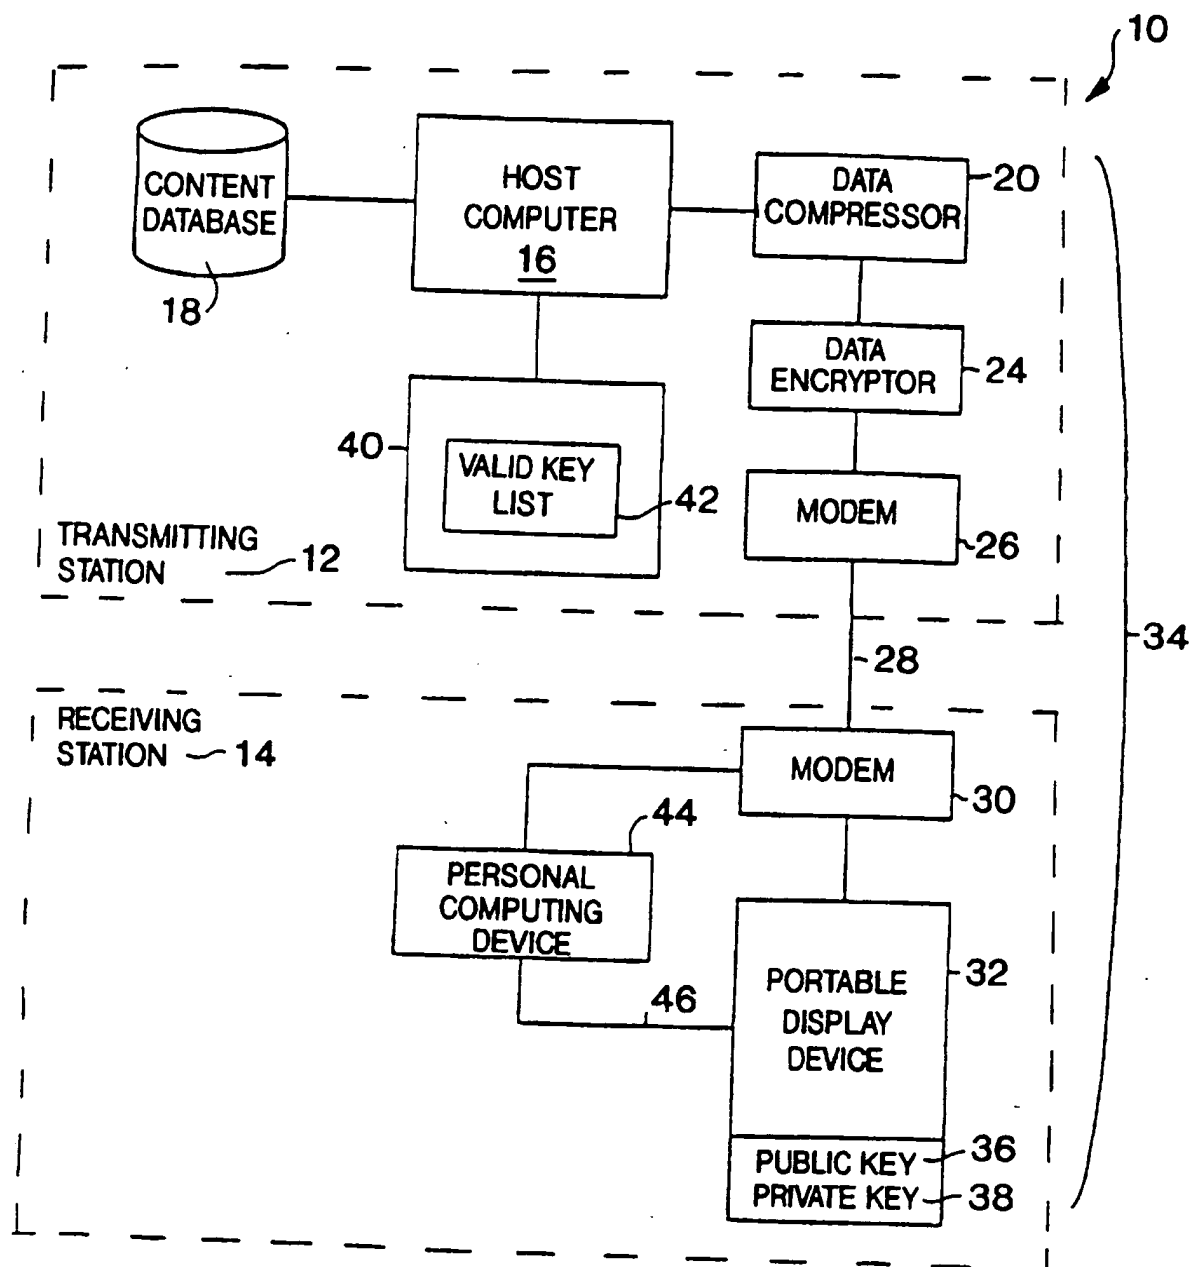 10
CONTENT
DATABASE
18
HOST
COMPUTER
16
DATA
COMPRESSOR
20
DATA
ENCRYPTOR
24
40
VALID KEY
LIST
42
MODEM
26
TRANSMITTING
STATION
12
28
34
RECEIVING
STATION
14
MODEM
30
44
PERSONAL
COMPUTING
DEVICE
46
PORTABLE
DISPLAY
DEVICE
32
PUBLIC KEY
36
PRIVATE KEY
38